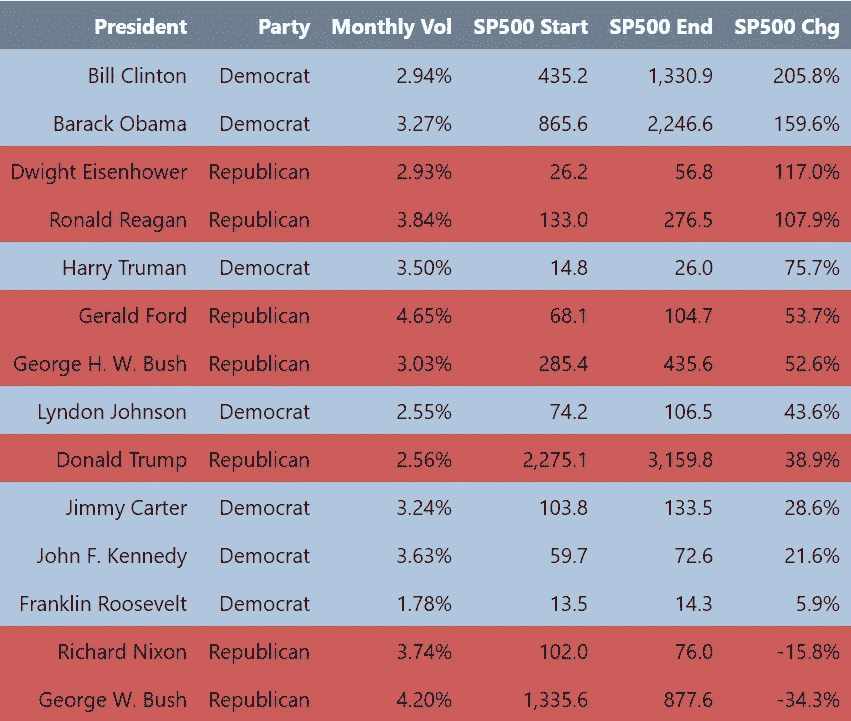 President Party Monthly Vol SP500 Start SP500 End SP500 Chg
Bill Clinton Democrat 2.94% 435.2 1,330.9 205.8%
Barack Obama Democrat 3.27% 865.6 2,246.6 159.6%
Dwight Eisenhower Republican 2.93% 26.2 56.8 117.0%
Ronald Reagan Republican 3.84% 133.0 276.5 107.9%
Harry Truman Democrat 3.50% 14.8 26.0 75.7%
Gerald Ford Republican 4.65% 68.1 104.7 53.7%
George H. W. Bush Republican 3.03% 285.4 435.6 52.6%
Lyndon Johnson Democrat 2.55% 74.2 106.5 43.6%
Donald Trump Republican 2.56% 2,275.1 3,159.8 38.9%
Jimmy Carter Democrat 3.24% 103.8 133.5 28.6%
John F. Kennedy Democrat 3.63% 59.7 72.6 21.6%
Franklin Roosevelt Democrat 1.78% 13.5 14.3 5.9%
Richard Nixon Republican 3.74% 102.0 76.0 -15.8%
George W. Bush Republican 4.20% 1,335.6 877.6 -34.3%